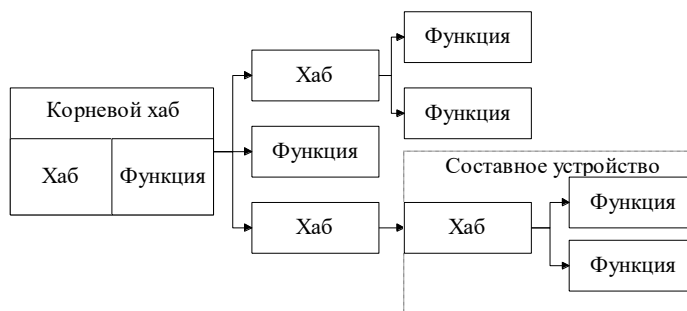 Функция
Хаб
Корневой хаб
Функция
Хаб
Функция
Функция
Составное устройство
Функция
Хаб
Хаб
Функция